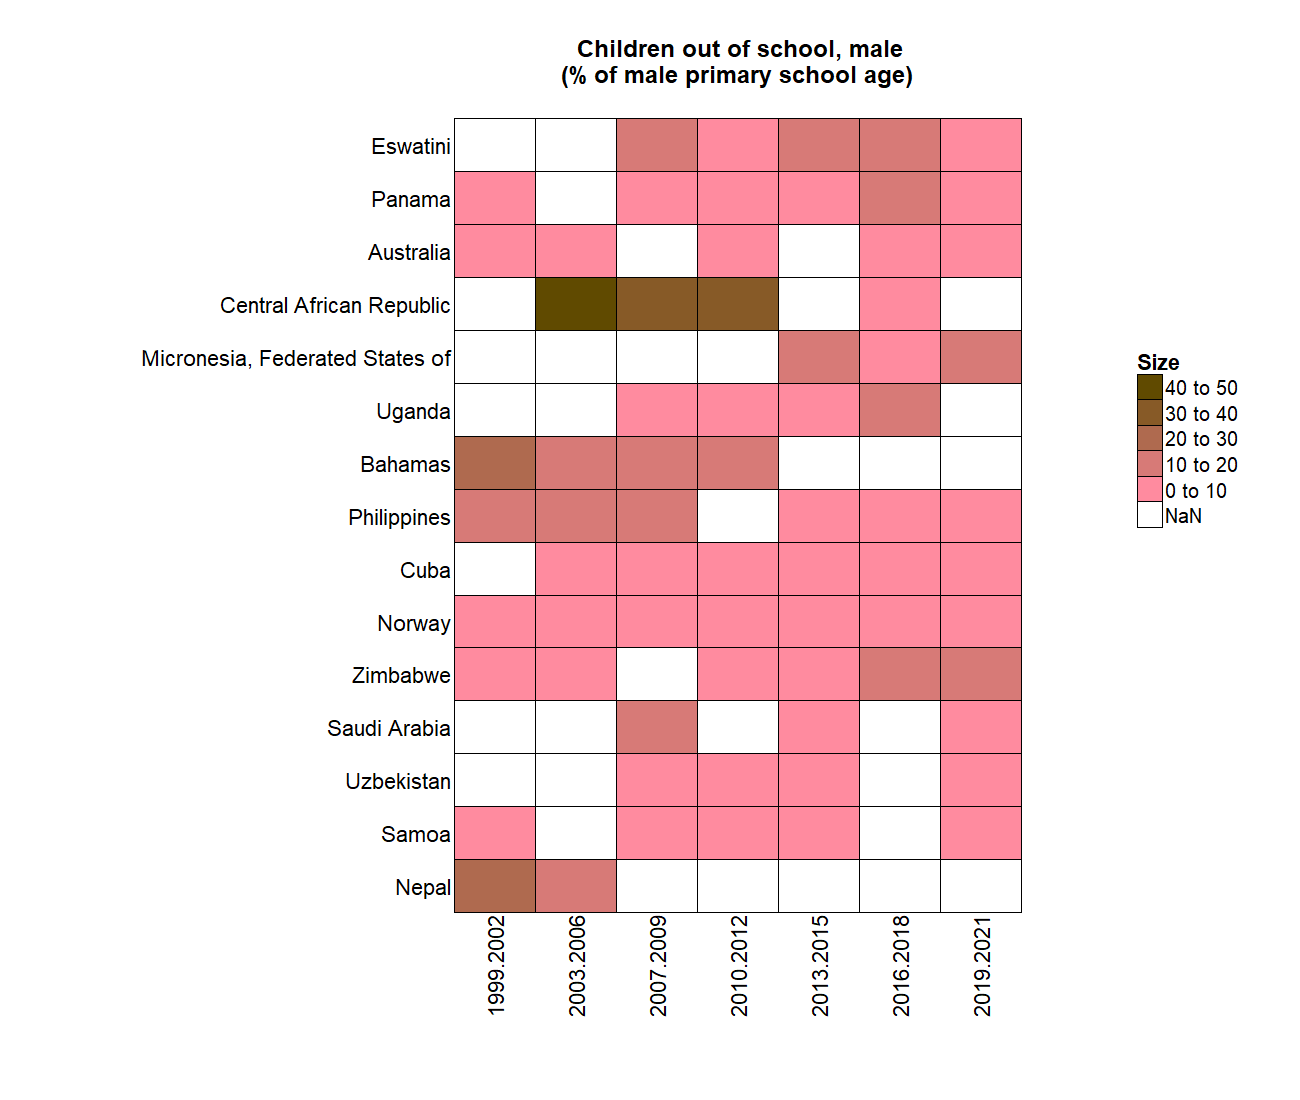 Children out of school, male
(% of male primary school age)
Eswatini
Panama
Australia
Central African Republic
Micronesia, Federated States of
Uganda
Bahamas
Philippines
Cuba
Norway
Zimbabwe
Saudi Arabia
Uzbekistan
Samoa
Nepal
1999.2002
2003.2006
2007.2009
2010.2012
2013.2015
2016.2018
2019.2021
Size
40 to 50
30 to 40
20 to 30
10 to 20
0 to 10
NaN